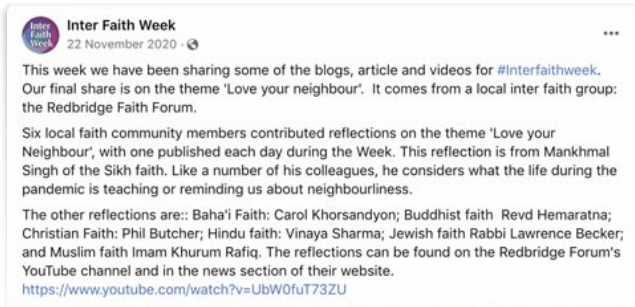 Inter
Faith
Week
Inter Faith Week
22 November 2020 ·
This week we have been sharing some of the blogs, article and videos for #Interfaithweek.
Our final share is on the theme 'Love your neighbour'.  It comes from a local inter faith group:
the Redbridge Faith Forum.
Six local faith community members contributed reflections on the theme 'Love your
Neighbour', with one published each day during the Week. This reflection is from Mankhmal
Singh of the Sikh faith. Like a number of his colleagues, he considers what the life during the
pandemic is teaching or reminding us about neighbourliness.
The other reflections are:: Baha'i Faith: Carol Khorsandyon; Buddhist faith  Revd Hemaratna;
Christian Faith: Phil Butcher; Hindu faith: Vinaya Sharma; Jewish faith Rabbi Lawrence Becker;
and Muslim faith Imam Khurum Rafiq. The reflections can be found on the Redbridge Forum's
YouTube channel and in the news section of their website.
https://www.youtube.com/watch?v=UbW0fuT73ZU